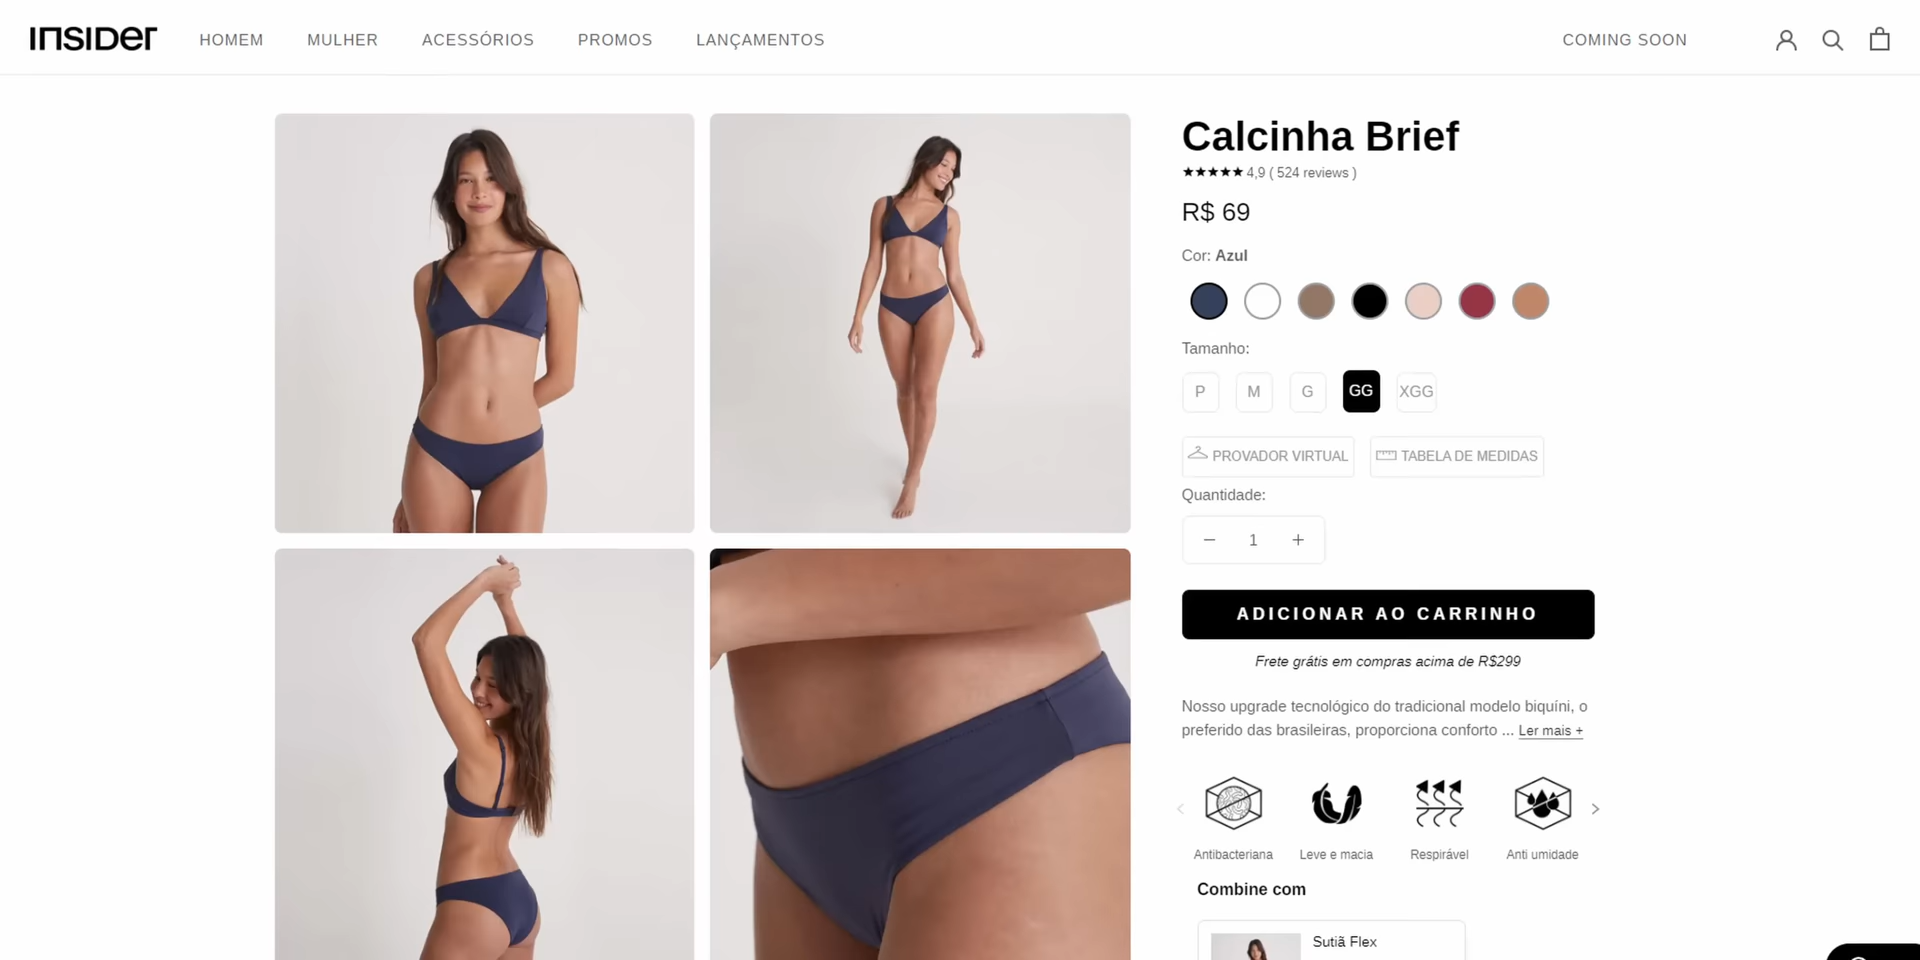 INSIDER
HOMEM
MULHER
ACESSÓRIOS
PROMOS
LANÇAMENTOS
COMING SOON
Calcinha Brief
★★★★★ 4,9 ( 524 reviews )
R$ 69
Cor: Azul
Tamanho:
P M G GG XGG
PROVADOR VIRTUAL
TABELA DE MEDIDAS
Quantidade:
− 1 +
ADICIONAR AO CARRINHO
Frete grátis em compras acima de R$299
Nosso upgrade tecnológico do tradicional modelo biquíni, o
preferido das brasileiras, proporciona conforto ... Ler mais +
Antibacteriana
Leve e macia
Respirável
Anti umidade
Combine com
Sutiã Flex